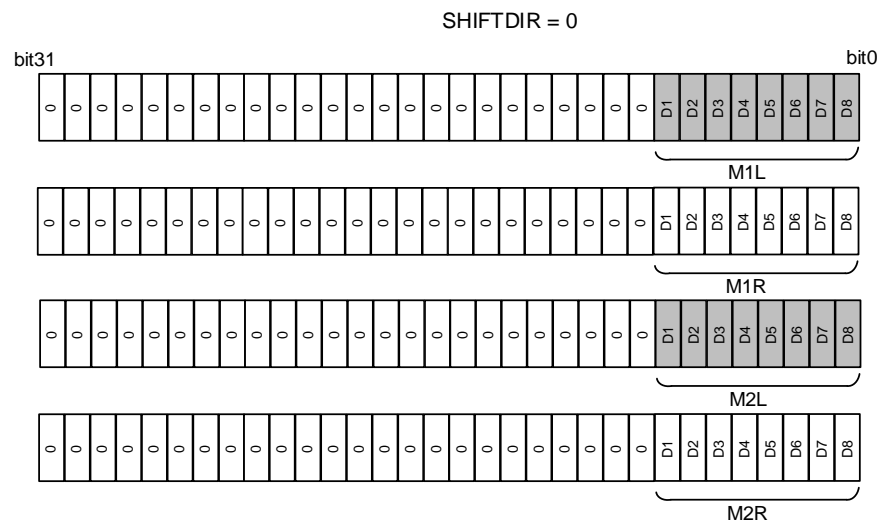 SHIFTDIR = 0
bit31 bit0
0 0 0 0 0 0 0 0 0 0 0 0 0 0 0 0 0 0 0 0 0 0 0 0 D1 D2 D3 D4 D5 D6 D7 D8
M1L
0 0 0 0 0 0 0 0 0 0 0 0 0 0 0 0 0 0 0 0 0 0 0 0 D1 D2 D3 D4 D5 D6 D7 D8
M1R
0 0 0 0 0 0 0 0 0 0 0 0 0 0 0 0 0 0 0 0 0 0 0 0 D1 D2 D3 D4 D5 D6 D7 D8
M2L
0 0 0 0 0 0 0 0 0 0 0 0 0 0 0 0 0 0 0 0 0 0 0 0 D1 D2 D3 D4 D5 D6 D7 D8
M2R